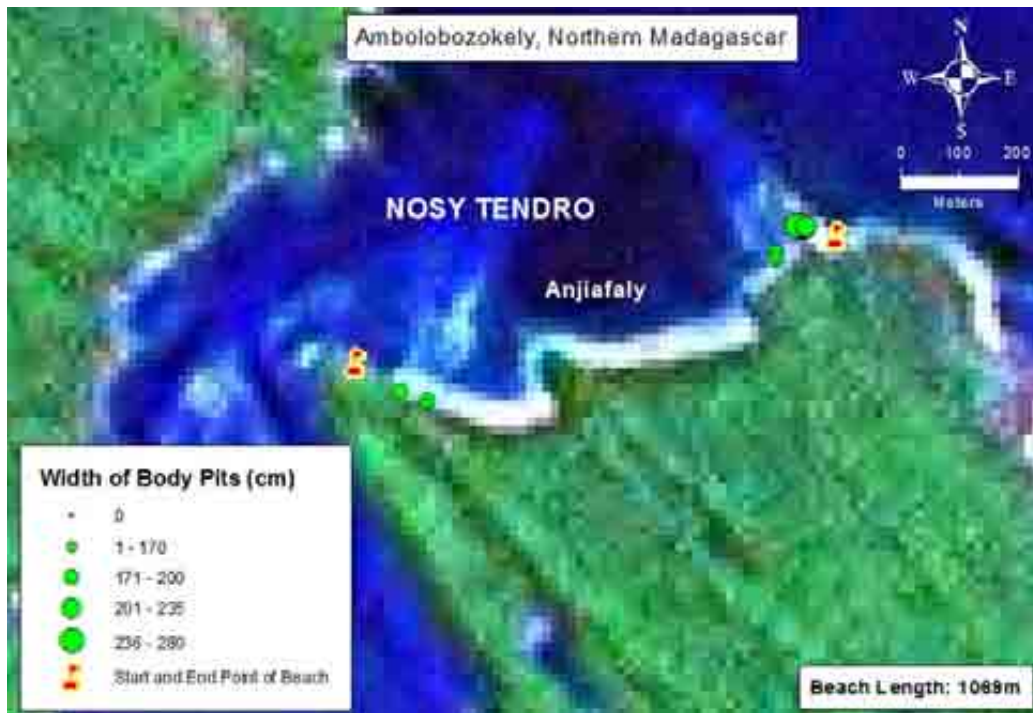 Ambolobozokely, Northern Madagascar
N
W E
S
0 100 200
Meters
NOSY TENDRO
Anjiafaly
Width of Body Pits (cm)
0
1 - 170
171 - 200
201 - 235
236 - 280
Start and End Point of Beach
Beach Length: 1069m